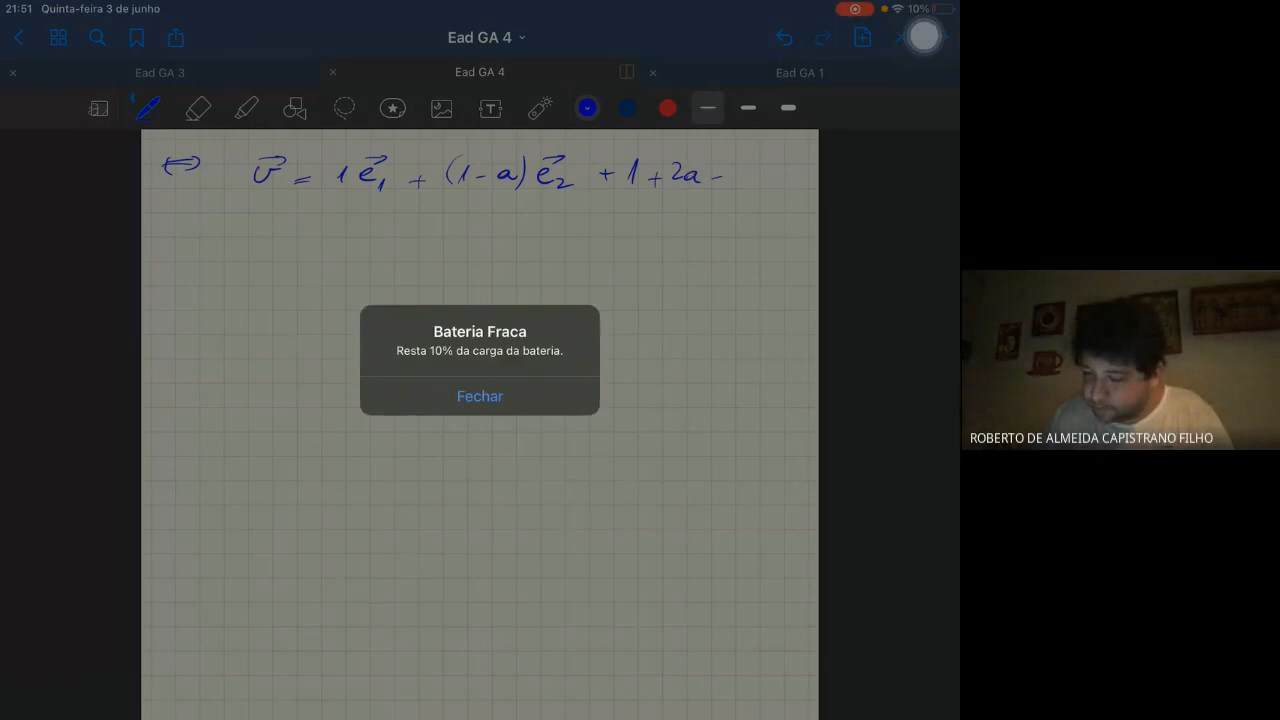 21:51 Quinta-feira 3 de junho 10%
Ead GA 4
Ead GA 3 Ead GA 4 Ead GA 1
⇔ v⃗ = 1e⃗₁ + (1-a)e⃗₂ + 1+2a -
Bateria Fraca
Resta 10% da carga da bateria.
Fechar
ROBERTO DE ALMEIDA CAPISTRANO FILHO